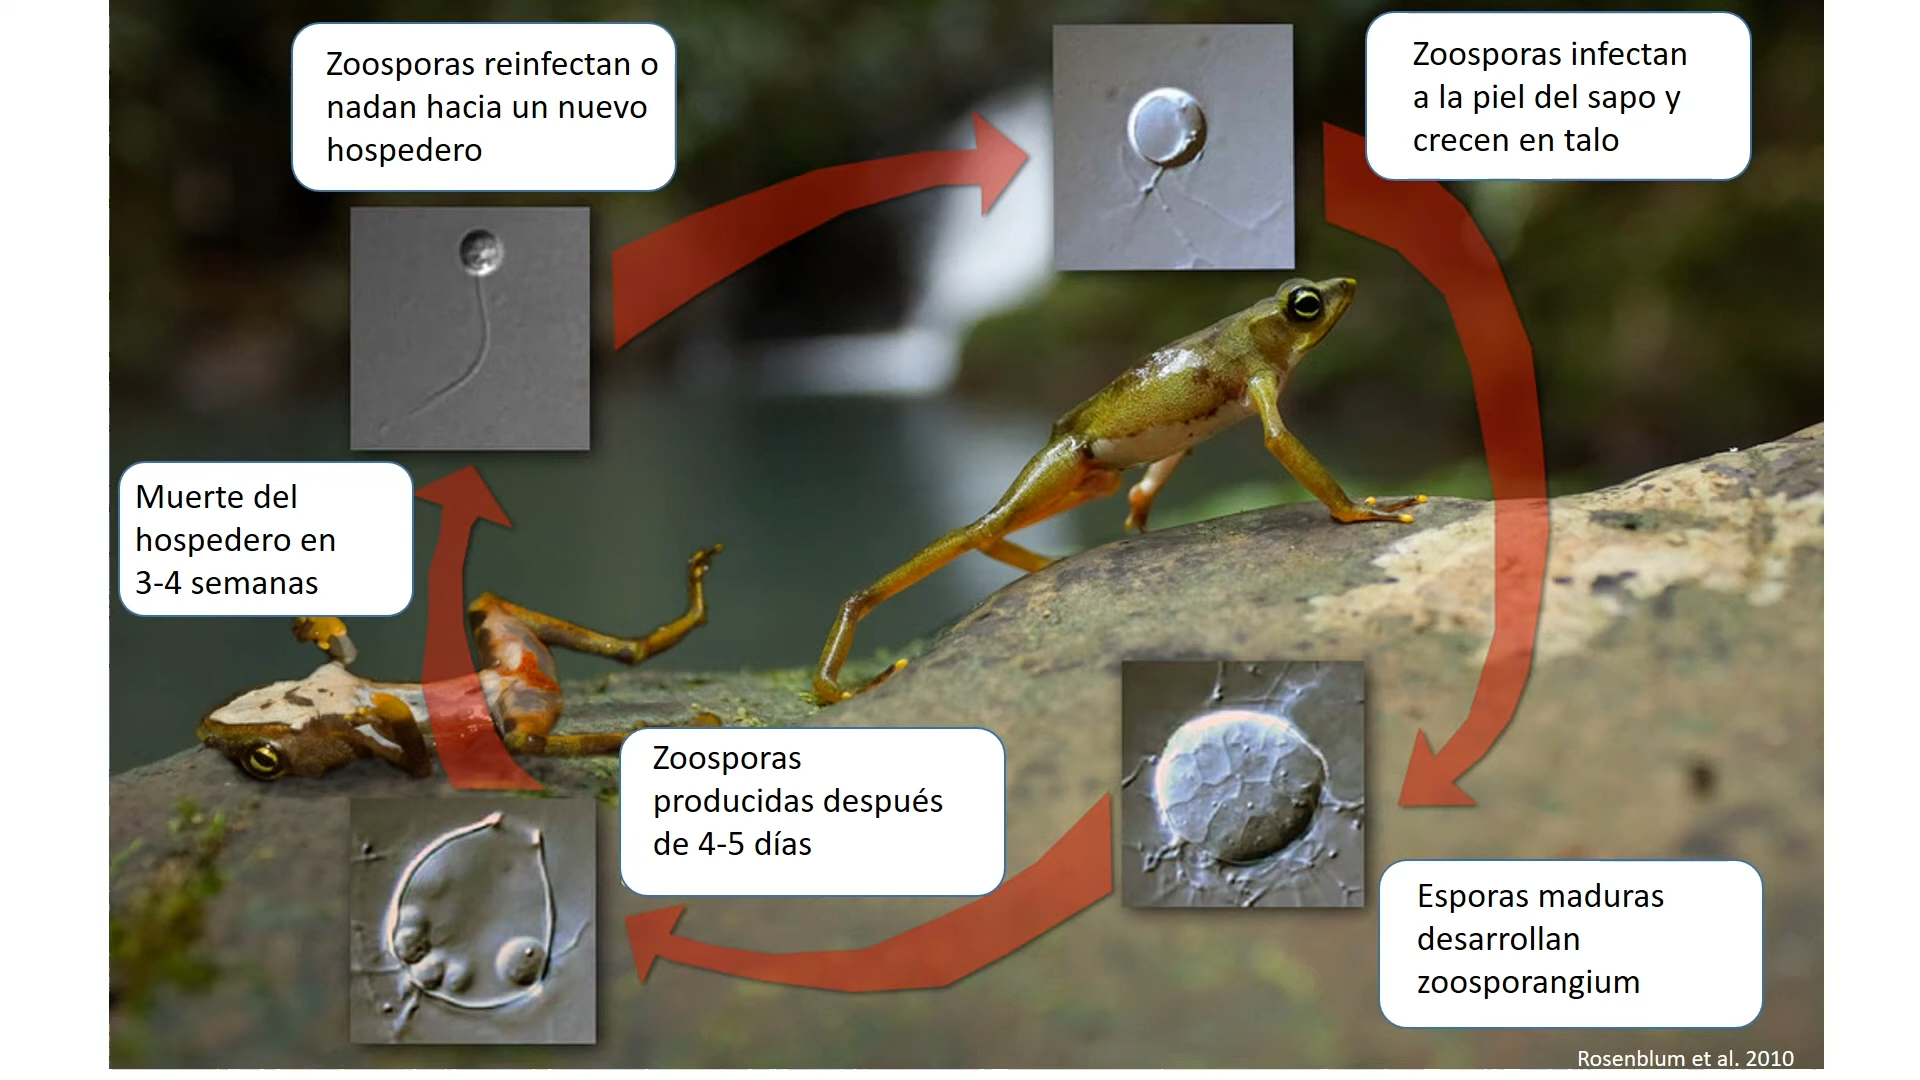 Zoosporas reinfectan o
nadan hacia un nuevo
hospedero
Zoosporas infectan
a la piel del sapo y
crecen en talo
Muerte del
hospedero en
3-4 semanas
Zoosporas
producidas después
de 4-5 días
Esporas maduras
desarrollan
zoosporangium
Rosenblum et al. 2010